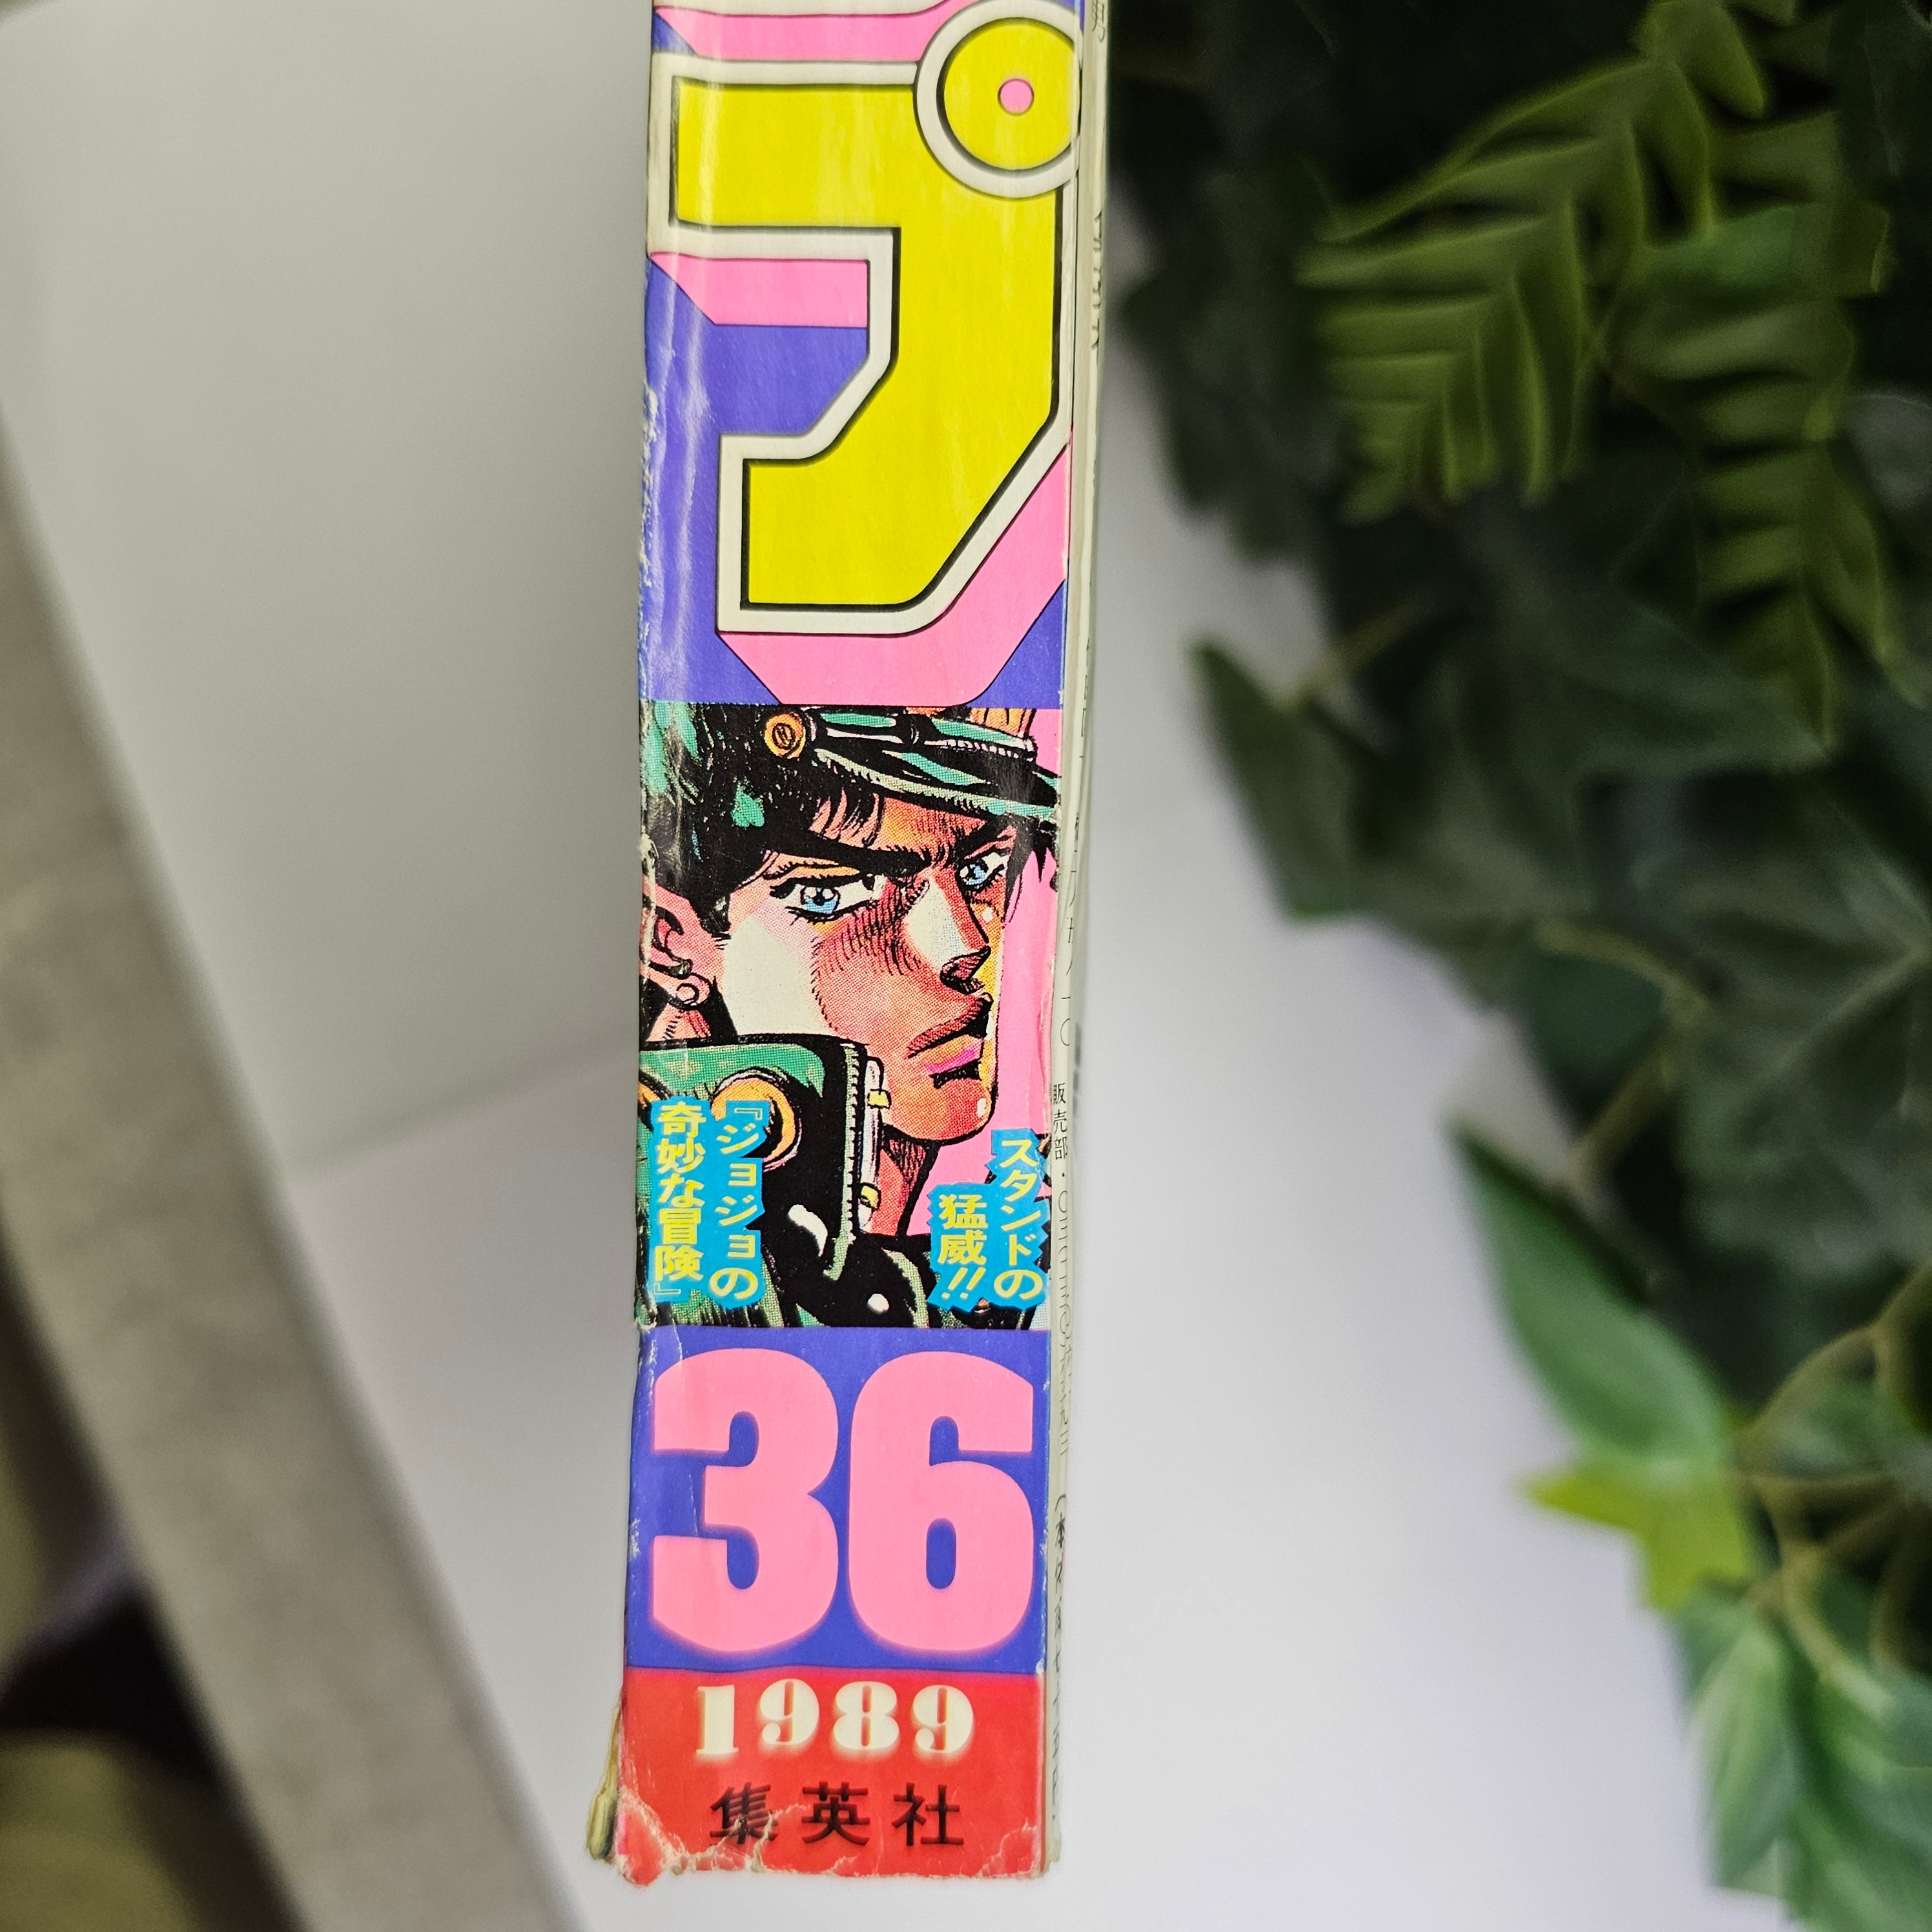 プ
スタンドの
猛威!!
『ジョジョの
奇妙な冒険』
36
1989
集英社
販売部・